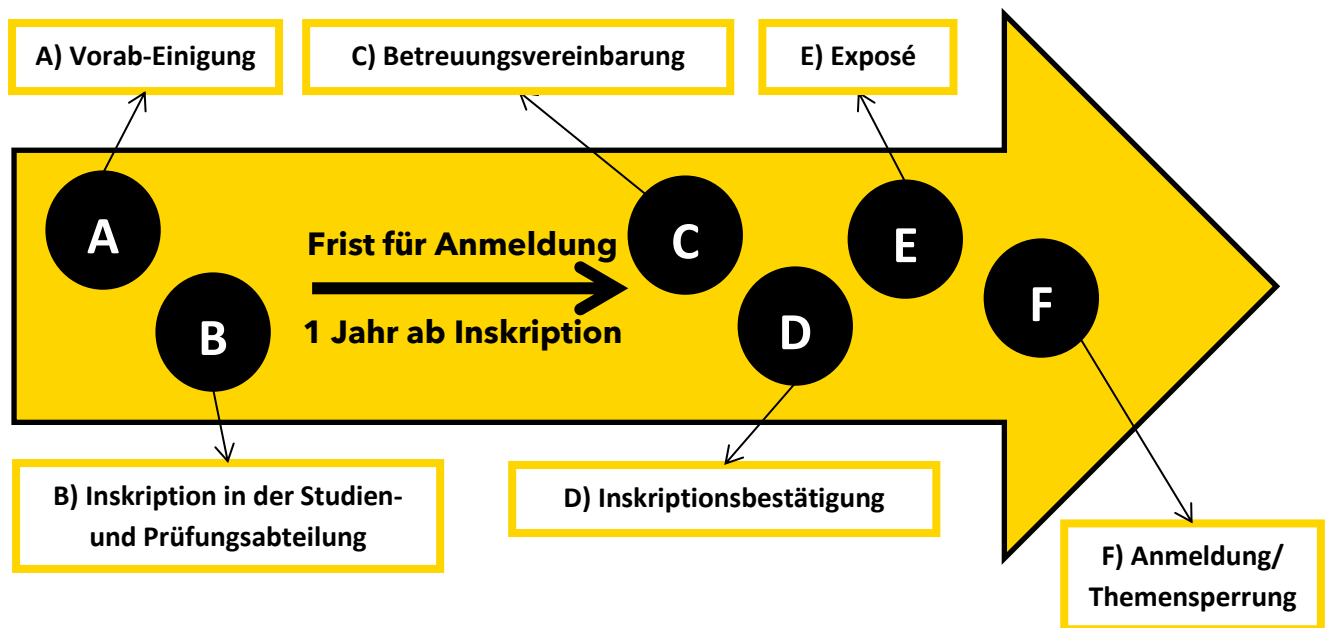 A) Vorab-Einigung
C) Betreuungsvereinbarung
E) Exposé
A
B
Frist für Anmeldung
1 Jahr ab Inskription
C
D
E
F
B) Inskription in der Studien-
und Prüfungsabteilung
D) Inskriptionsbestätigung
F) Anmeldung/
Themensperrung